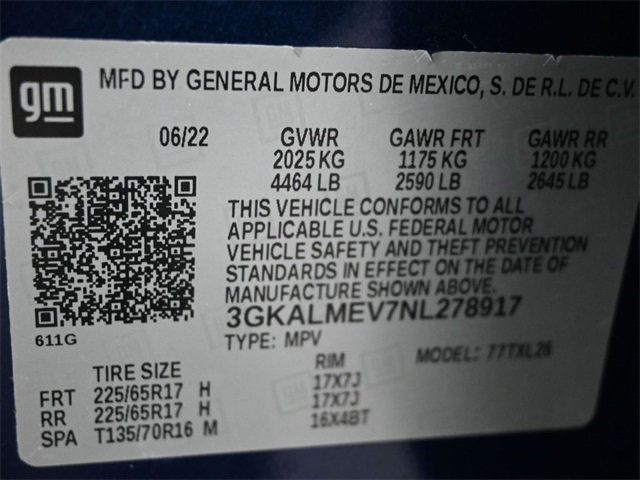 gm
MFD BY GENERAL MOTORS DE MEXICO, S. DE R.L. DE C.V.
06/22 GVWR GAWR FRT GAWR RR
2025 KG 1175 KG 1200 KG
4464 LB 2590 LB 2645 LB
THIS VEHICLE CONFORMS TO ALL
APPLICABLE U.S. FEDERAL MOTOR
VEHICLE SAFETY AND THEFT PREVENTION
STANDARDS IN EFFECT ON THE DATE OF
MANUFACTURE SHOWN ABOVE.
3GKALMEV7NL278917
611G
TYPE: MPV MODEL: 77TXL26
TIRE SIZE RIM
FRT 225/65R17 H 17X7J
RR 225/65R17 H 17X7J
SPA T135/70R16 M 16X4BT